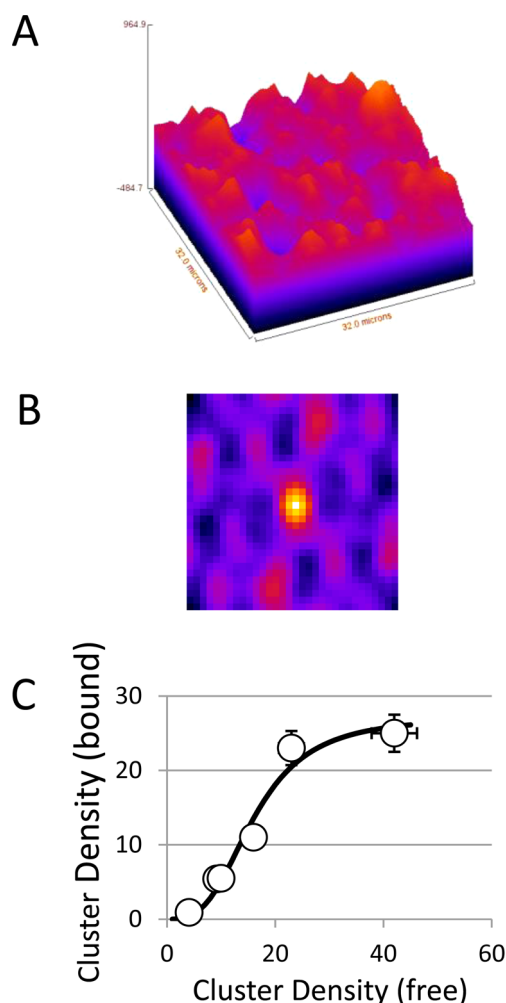 A
964.9
-484.7
32.0 microns
32.0 microns
B
C
Cluster Density (bound)
30
20
10
0
0 20 40 60
Cluster Density (free)